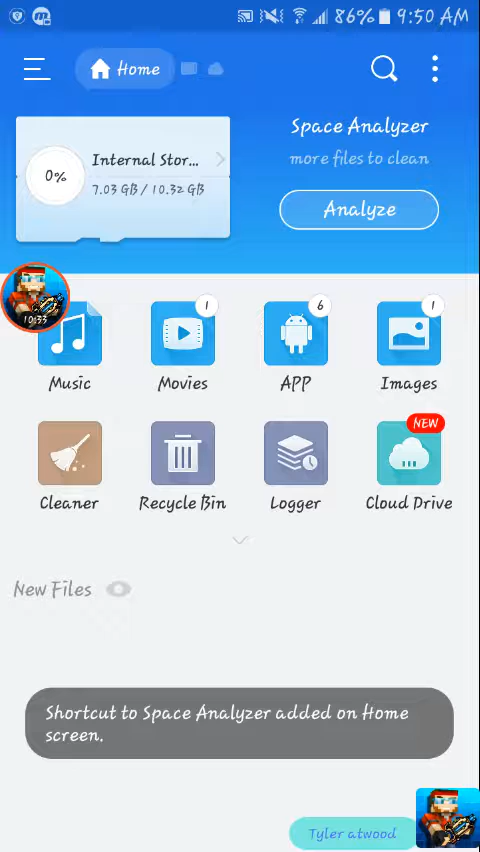 86% 9:50 AM
Home
Space Analyzer
more files to clean
Analyze
0%
Internal Stor...
7.03 GB / 10.32 GB
10:33
1
6
1
Music
Movies
APP
Images
NEW
Cleaner
Recycle Bin
Logger
Cloud Drive
New Files
Shortcut to Space Analyzer added on Home
screen.
Tyler atwood